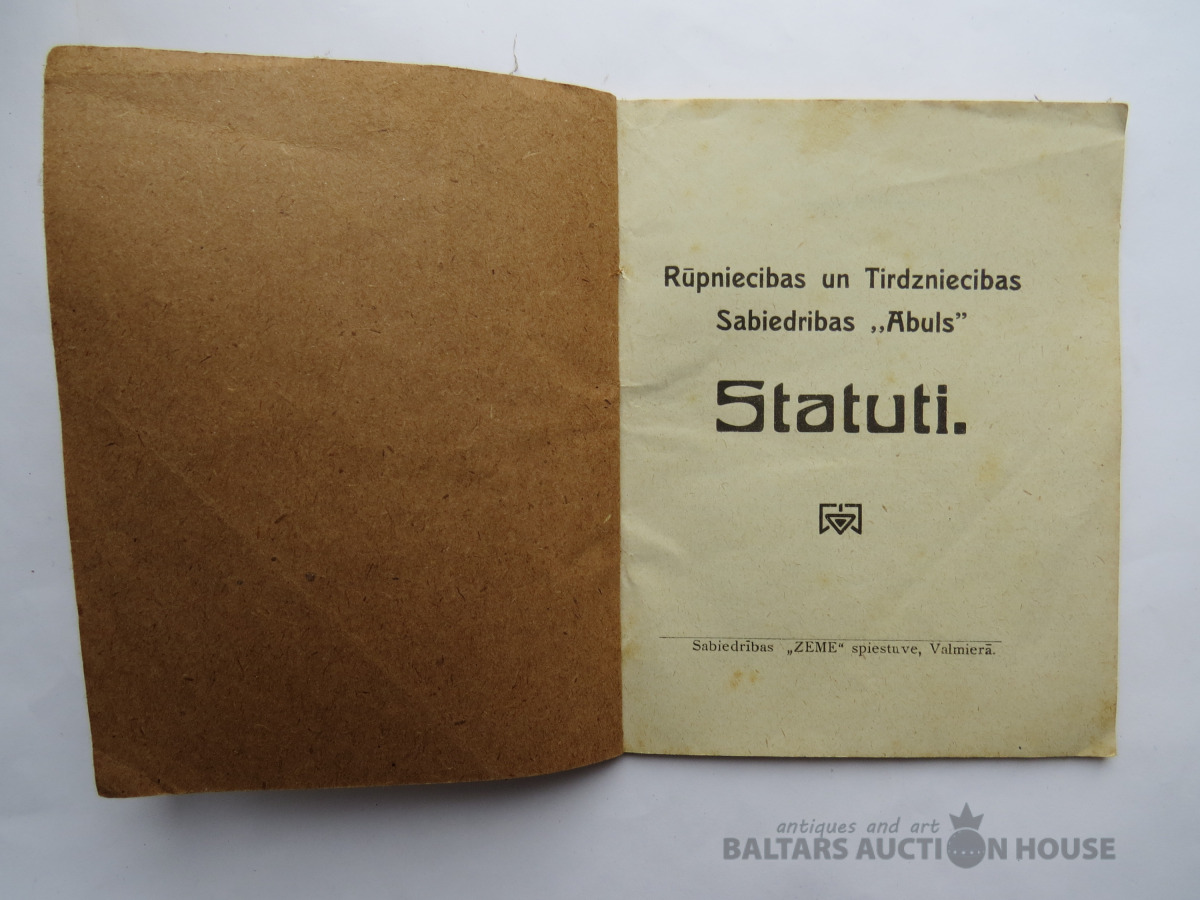 Rūpniecibas un Tirdzniecibas
Sabiedribas ,,Abuls”
Statuti.
Sabiedrības „ZEME“ spiestuve, Valmierā.
antiques and art
BALTARS AUCTION HOUSE